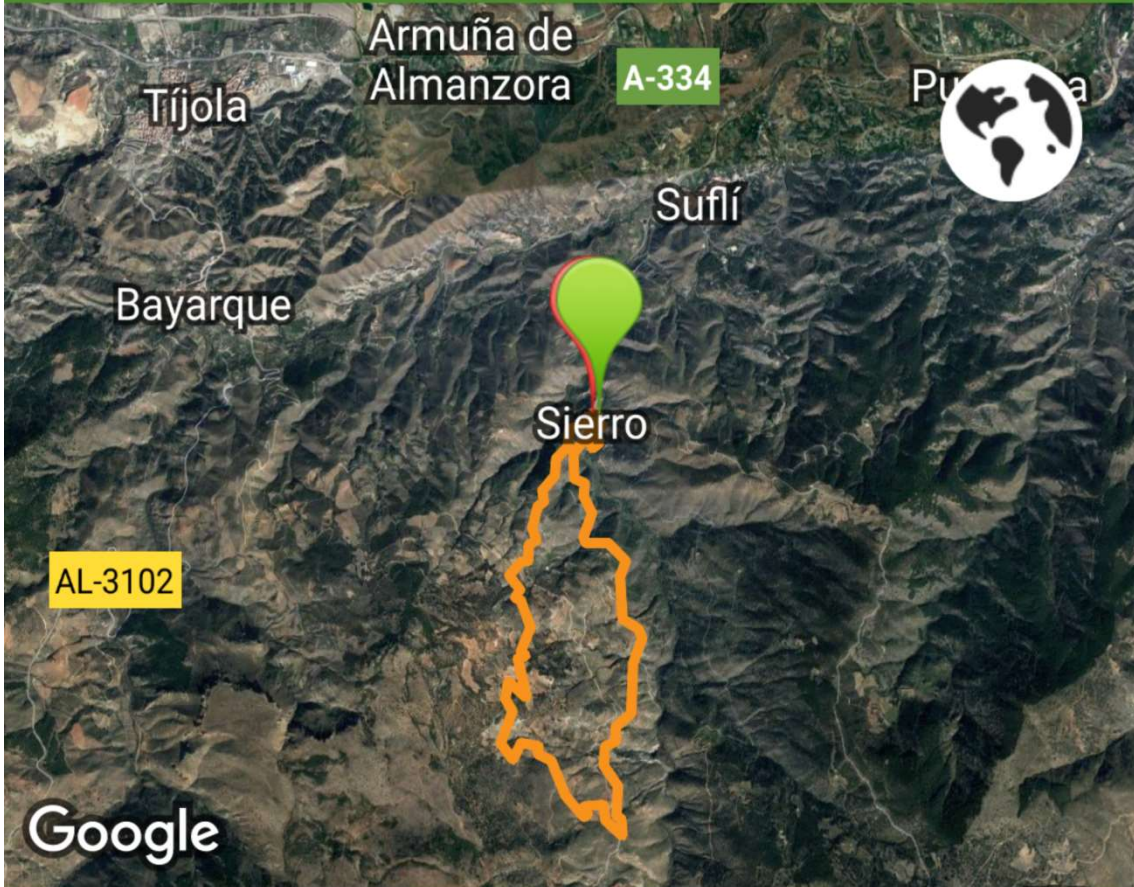 Armuña de
Almanzora
A-334
Tíjola
Suflí
Bayarque
Sierro
AL-3102
Google